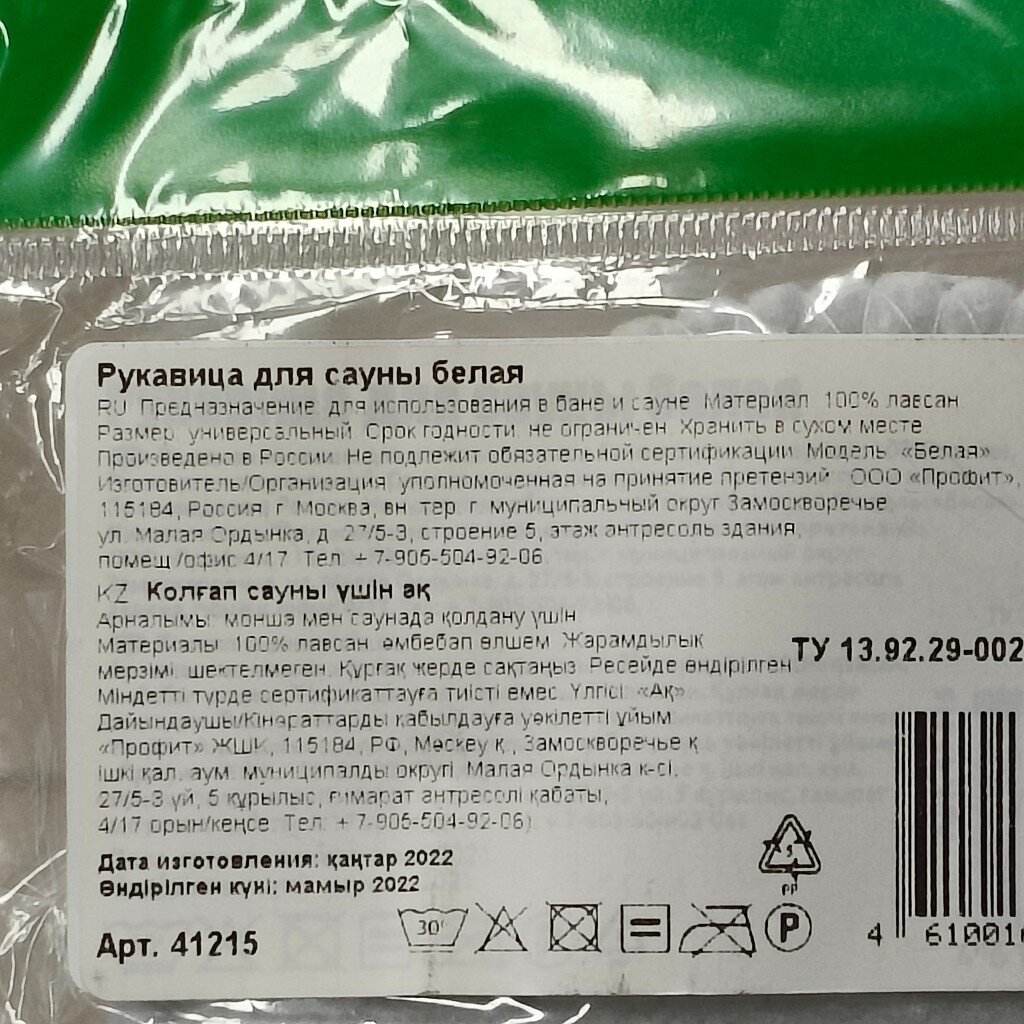 Рукавица для сауны белая
RU Предназначение: для использования в бане и сауне. Материал: 100% лавсан.
Размер: универсальный. Срок годности: не ограничен. Хранить в сухом месте.
Произведено в России. Не подлежит обязательной сертификации. Модель: «Белая».
Изготовитель/Организация, уполномоченная на принятие претензий: ООО «Профит»,
115184, Россия, г. Москва, вн. тер. г. муниципальный округ Замоскворечье,
ул. Малая Ордынка, д. 27/5-3, строение 5, этаж антресоль здания,
помещ./офис 4/17. Тел. + 7-905-504-92-06.
KZ Колғап сауны үшін ақ
Арналымы: монша мен саунада қолдану үшін
Материалы: 100% лавсан. әмбебап өлшем. Жарамдылық
мерзімі: шектелмеген. Құрғақ жерде сақтаңыз. Ресейде өндірілген.
Міндетті түрде сертификаттауға тиісті емес. Үлгісі: «Ақ»
Дайындаушы/Кінәраттарды қабылдауға уәкілетті ұйым:
«Профит» ЖШҚ, 115184, РФ, Мәскеу қ., Замоскворечье қ.
ішкі қал. аум. муниципалды округі, Малая Ордынка к-сі,
27/5-3 үй, 5 құрылыс, ғимарат антресолі қабаты,
4/17 орын/кеңсе. Тел. + 7-905-504-92-06)
ТУ 13.92.29-002
Дата изготовления: қаңтар 2022
Өндірілген күні: мамыр 2022
Арт. 41215
30°
P
5
PP
4 610016